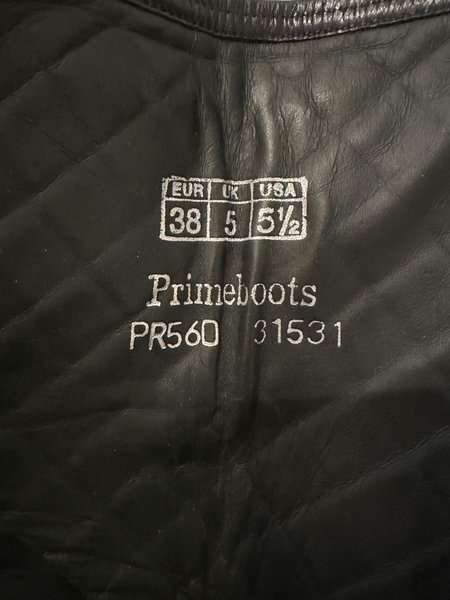 EUR UK USA
38 5 5½
Primeboots
PR560 31531